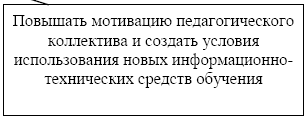 Повышать мотивацию педагогического
коллектива и создать условия
использования новых информационно-
технических средств обучения